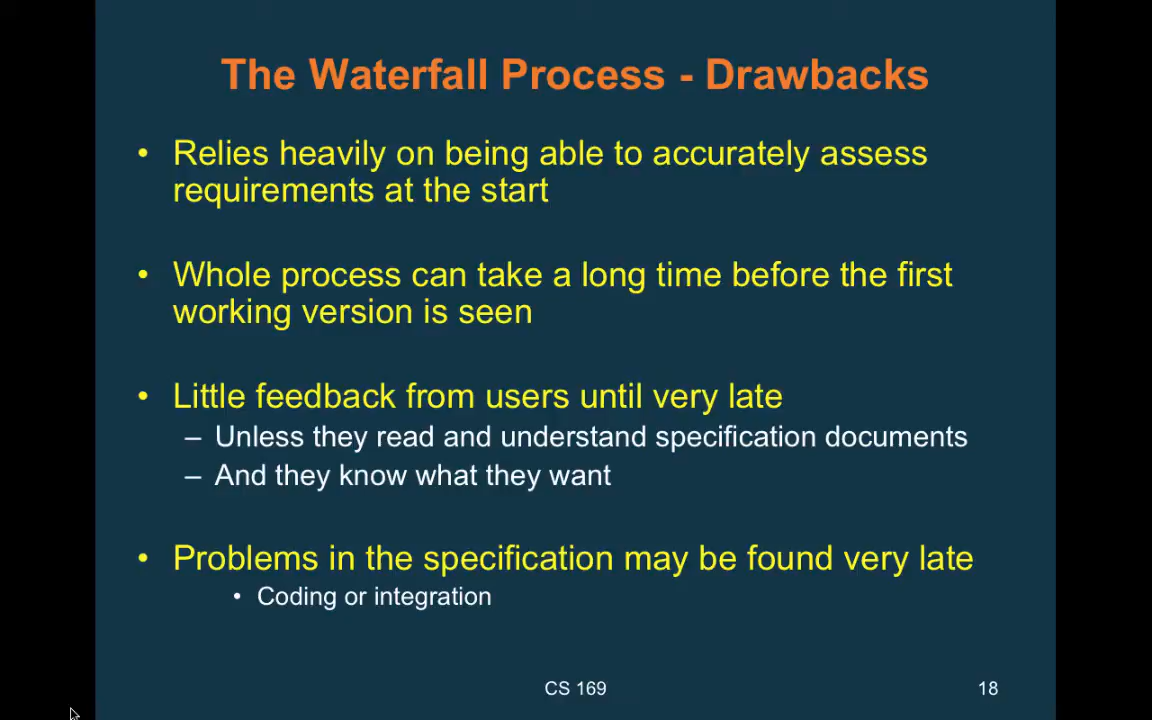 The Waterfall Process - Drawbacks
• Relies heavily on being able to accurately assess
requirements at the start
• Whole process can take a long time before the first
working version is seen
• Little feedback from users until very late
– Unless they read and understand specification documents
– And they know what they want
• Problems in the specification may be found very late
• Coding or integration
CS 169
18